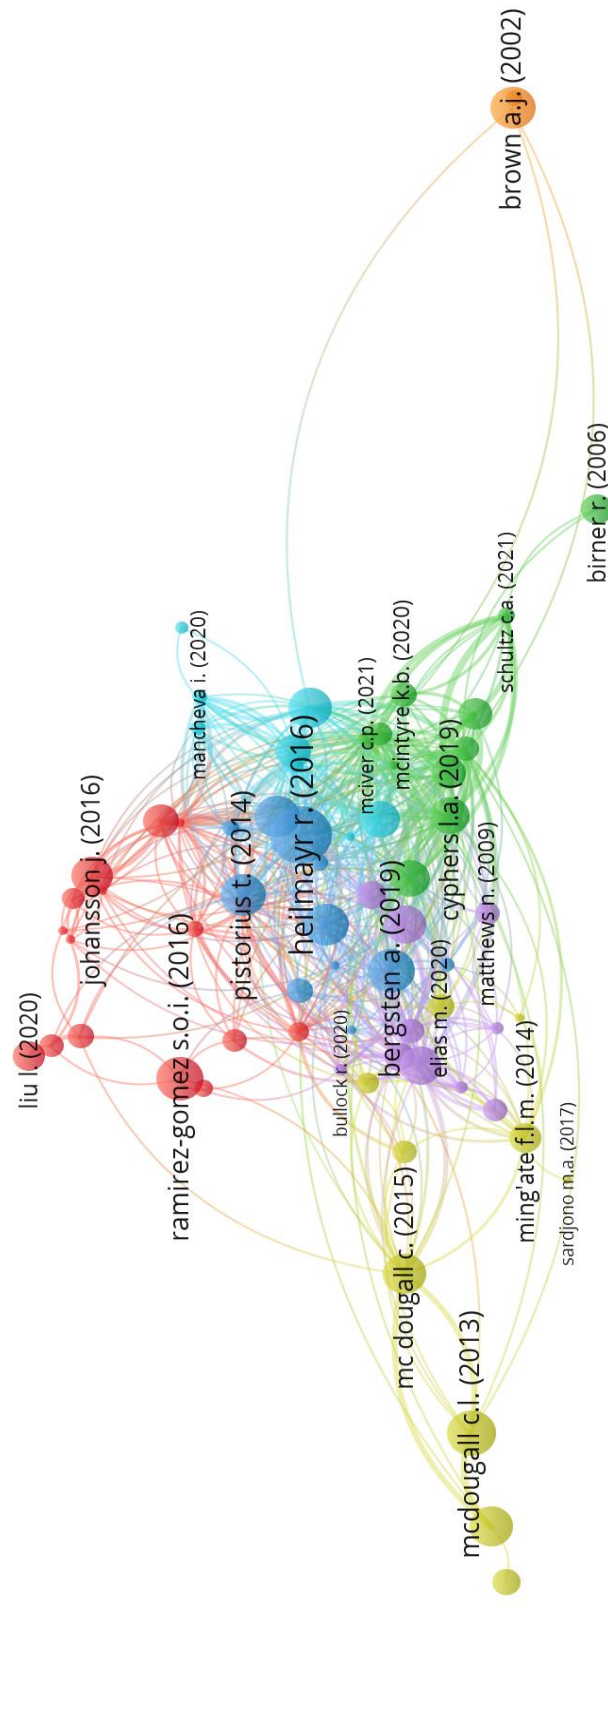 liu l. (2020)
johansson j. (2016)
ramirez-gomez s.o.i. (2016)
mancheva i. (2020)
pistorius t. (2014)
heilmayr r. (2016)
bullock r. (2020)
mciver c.p. (2021)
bergsten a. (2019)
mcintyre k.b. (2020)
mc dougall c. (2015)
elias m. (2020)
cyphers l.a. (2019)
mcdougall c.l. (2013)
matthews n. (2009)
schultz c.a. (2021)
brown a.j. (2002)
ming'ate f.l.m. (2014)
sardjono m.a. (2017)
birner r. (2006)